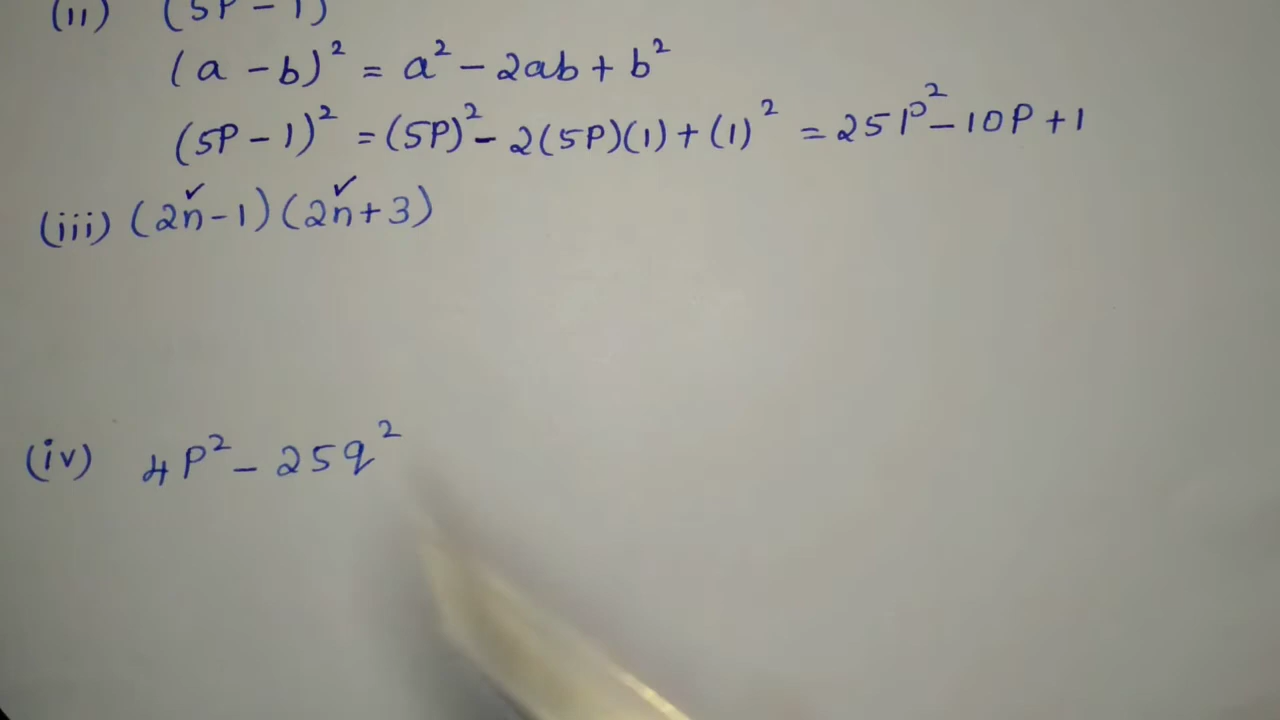 (ii) (5P - 1)
(a - b)² = a² - 2ab + b²
(5P - 1)² = (5P)² - 2(5P)(1) + (1)² = 25P² - 10P + 1
(iii) (2n - 1)(2n + 3)
(iv) 4P² - 25q²